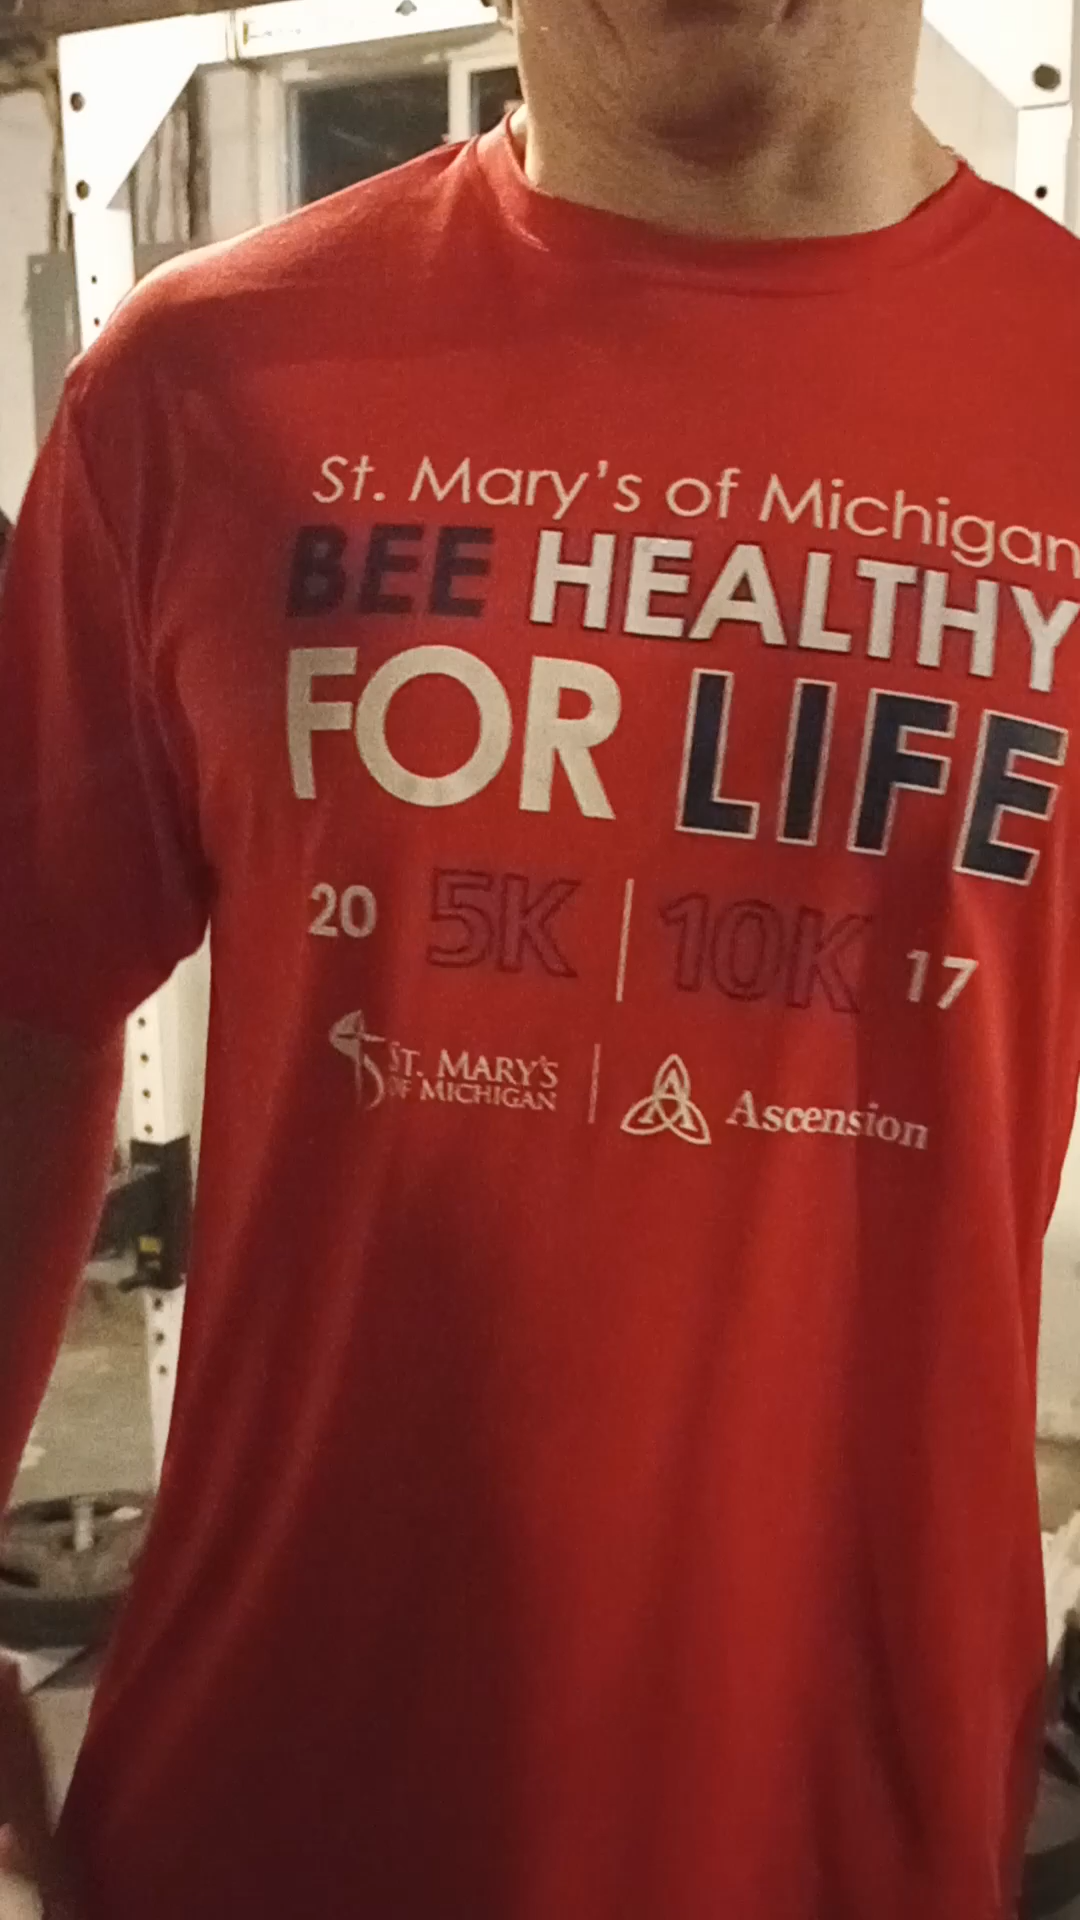 St. Mary's of Michigan
BEE HEALTHY
FOR LIFE
20 5K | 10K 17
ST. MARY'S
OF MICHIGAN
Ascension